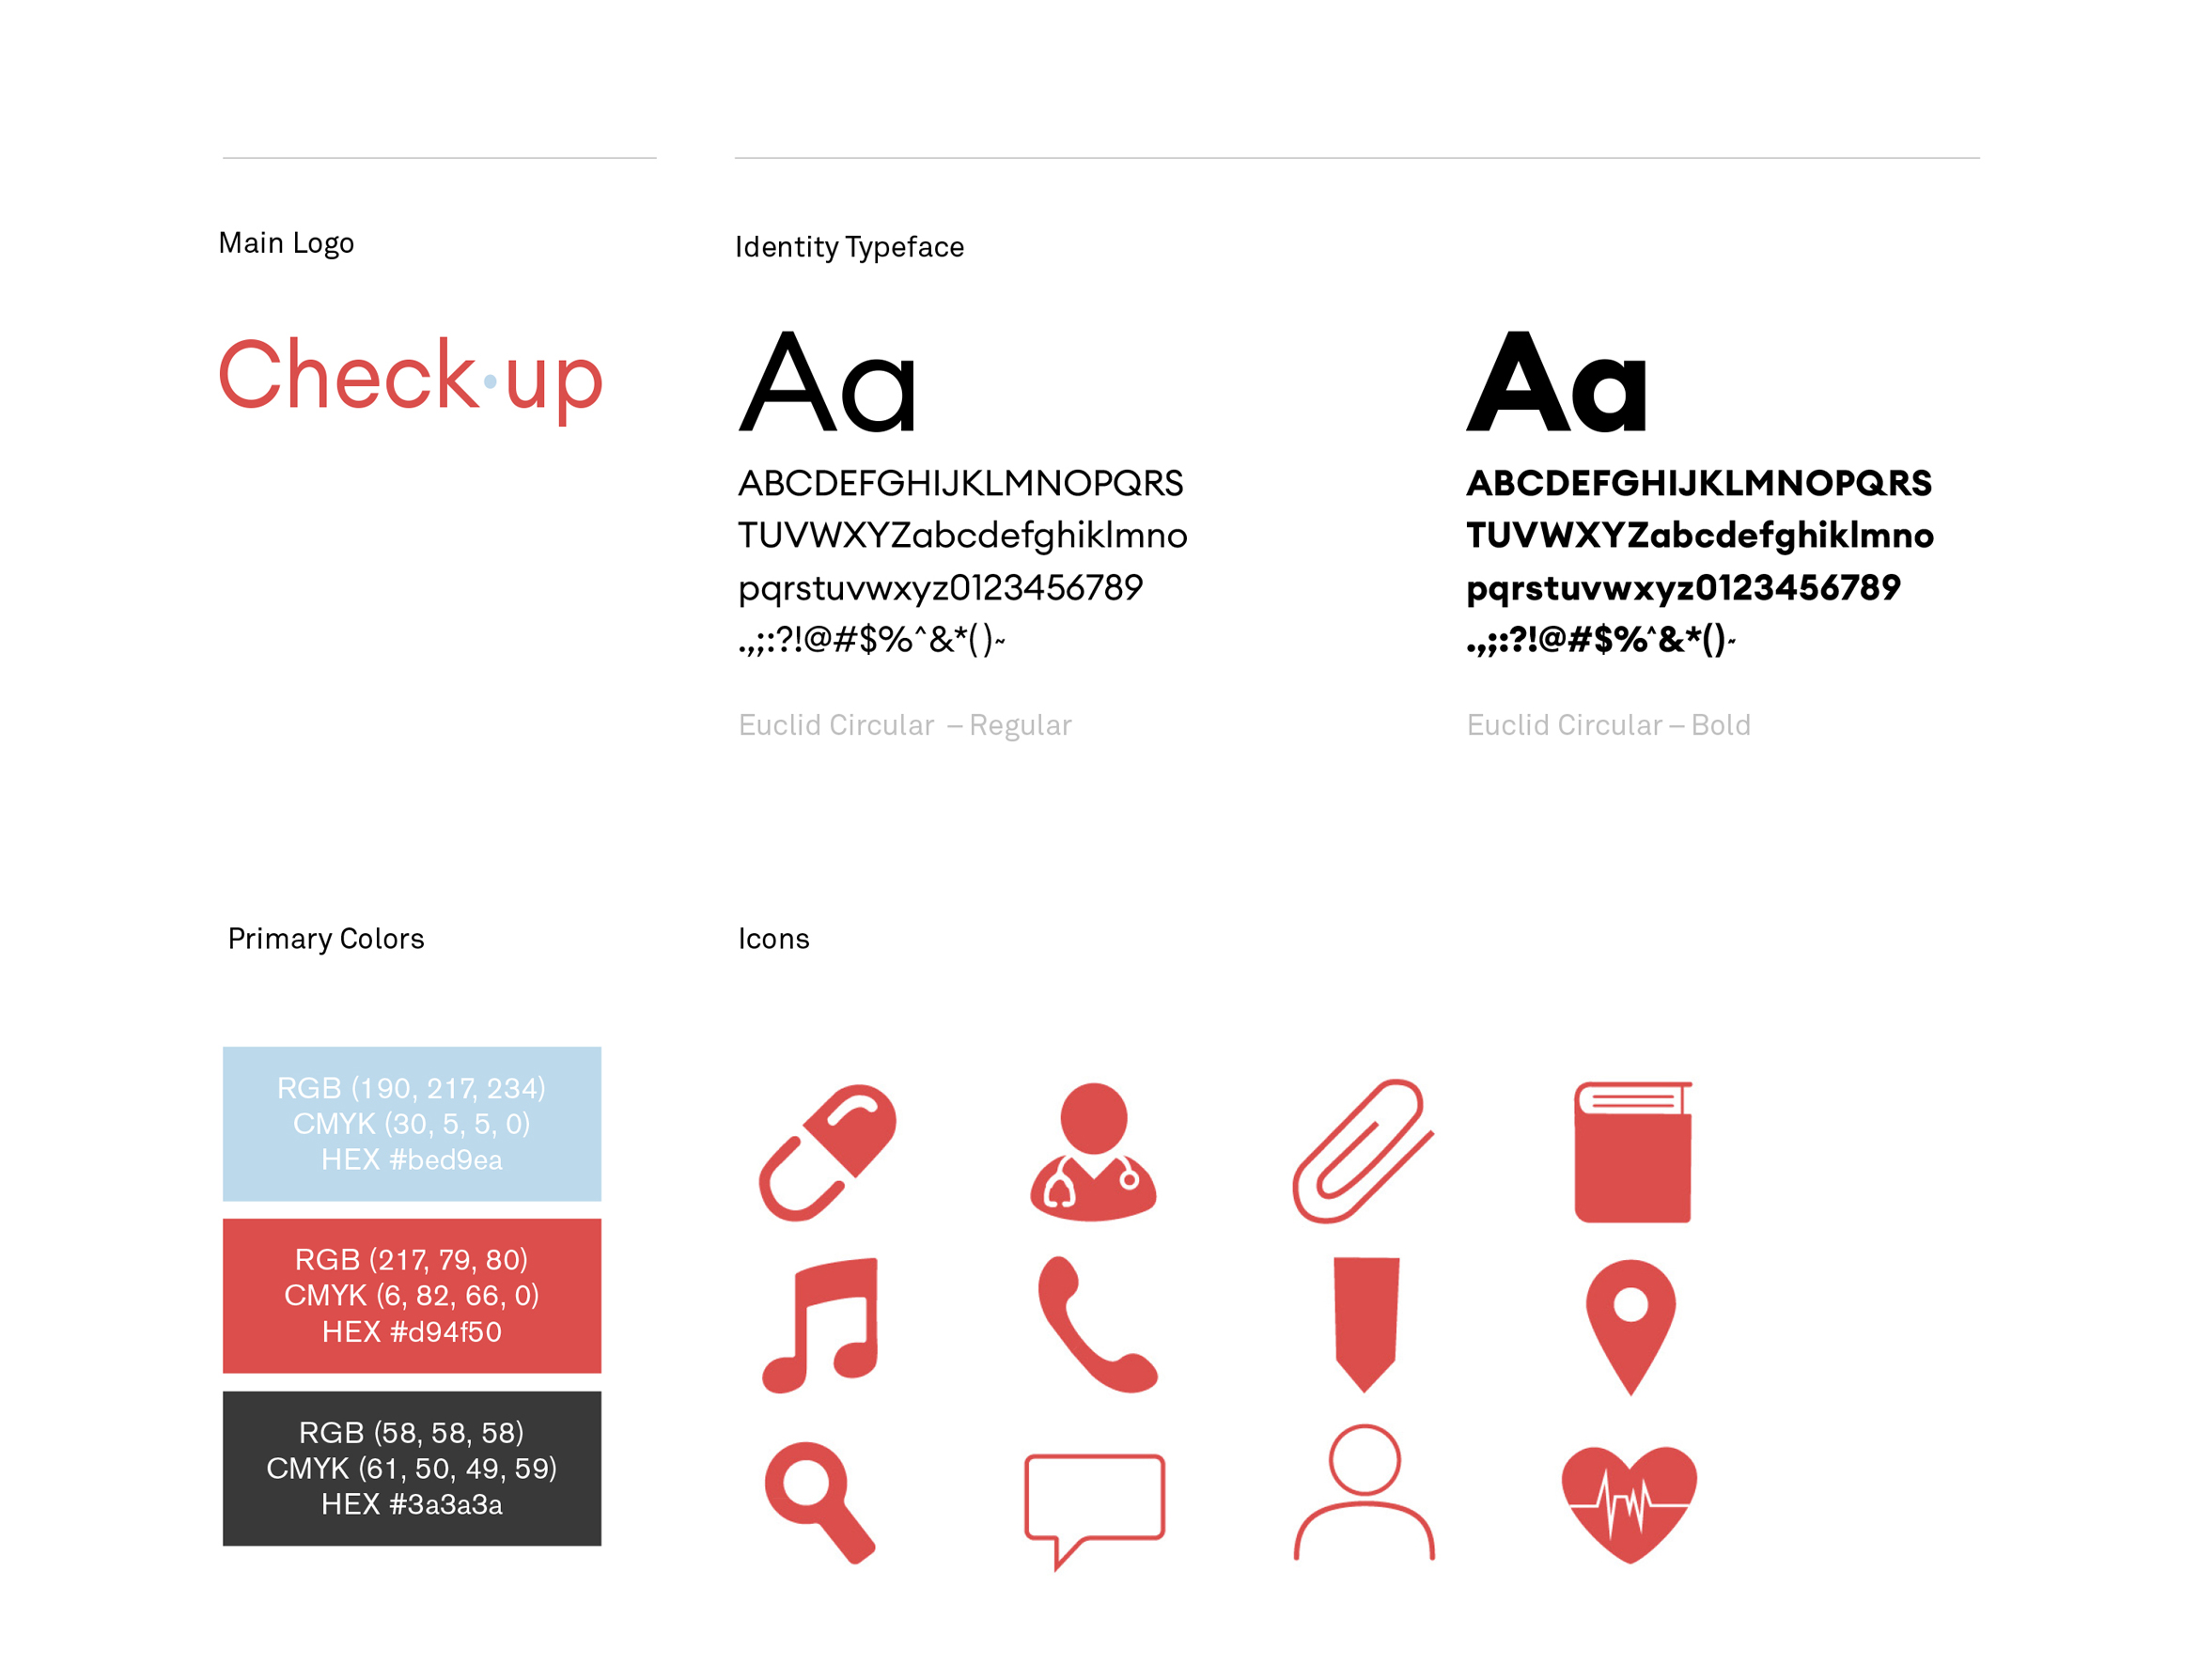 Main Logo
Check·up
Identity Typeface
Aa
ABCDEFGHIJKLMNOPQRS
TUVWXYZabcdefghiklmno
pqrstuvwxyz0123456789
.,;:?!@#$%^&*()~
Euclid Circular – Regular
Aa
ABCDEFGHIJKLMNOPQRS
TUVWXYZabcdefghiklmno
pqrstuvwxyz0123456789
.,;:?!@#$%^&*()~
Euclid Circular – Bold
Primary Colors
RGB (190, 217, 234)
CMYK (30, 5, 5, 0)
HEX #bed9ea
RGB (217, 79, 80)
CMYK (6, 82, 66, 0)
HEX #d94f50
RGB (58, 58, 58)
CMYK (61, 50, 49, 59)
HEX #3a3a3a
Icons